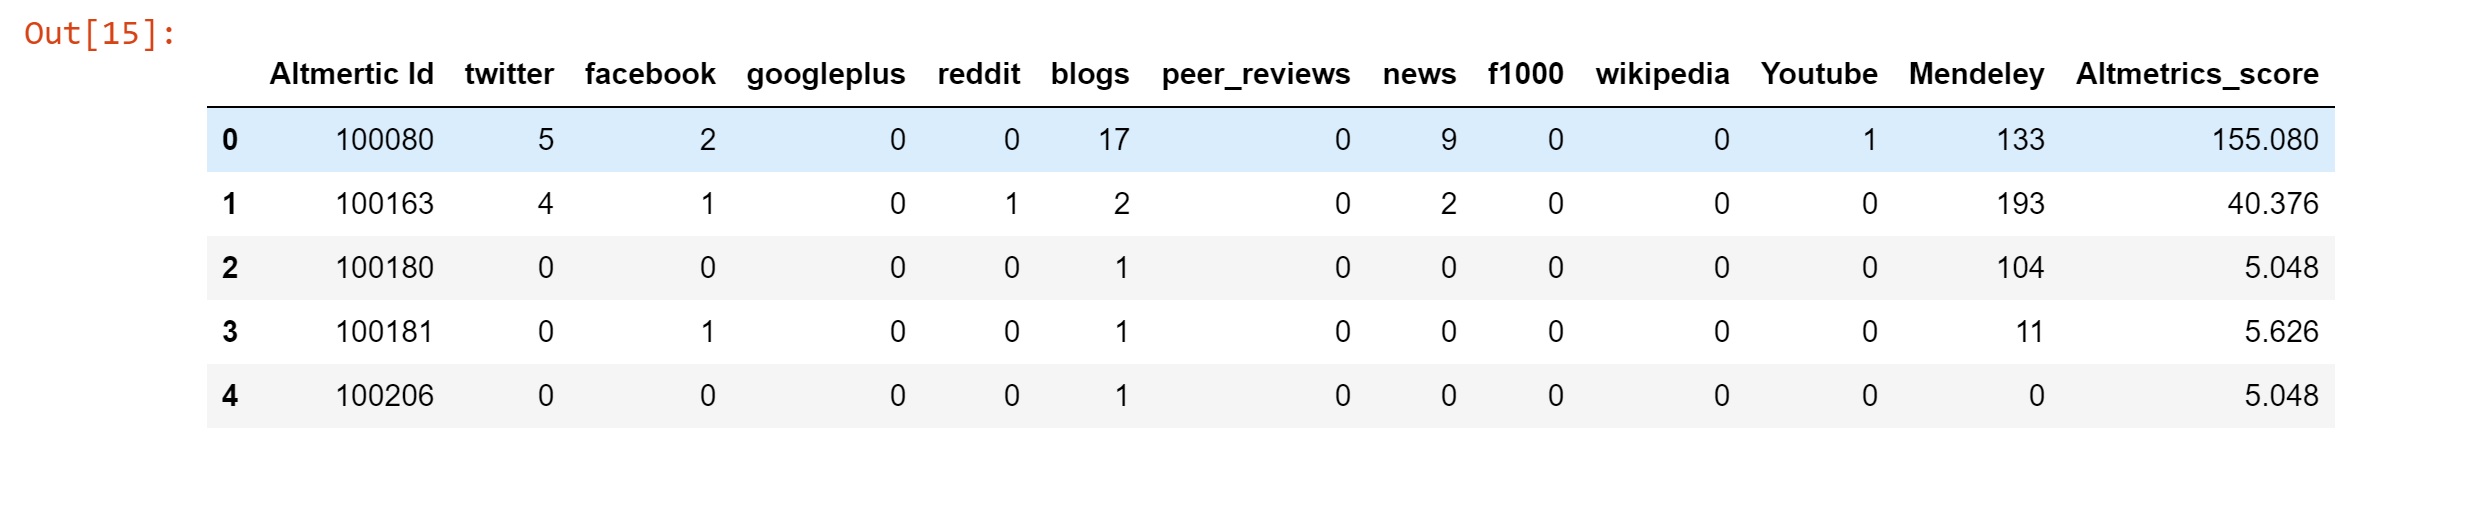 Out[15]:
Altmertic Id twitter facebook googleplus reddit blogs peer_reviews news f1000 wikipedia Youtube Mendeley Altmetrics_score
0 100080 5 2 0 0 17 0 9 0 0 1 133 155.080
1 100163 4 1 0 1 2 0 2 0 0 0 193 40.376
2 100180 0 0 0 0 1 0 0 0 0 0 104 5.048
3 100181 0 1 0 0 1 0 0 0 0 0 11 5.626
4 100206 0 0 0 0 1 0 0 0 0 0 0 5.048